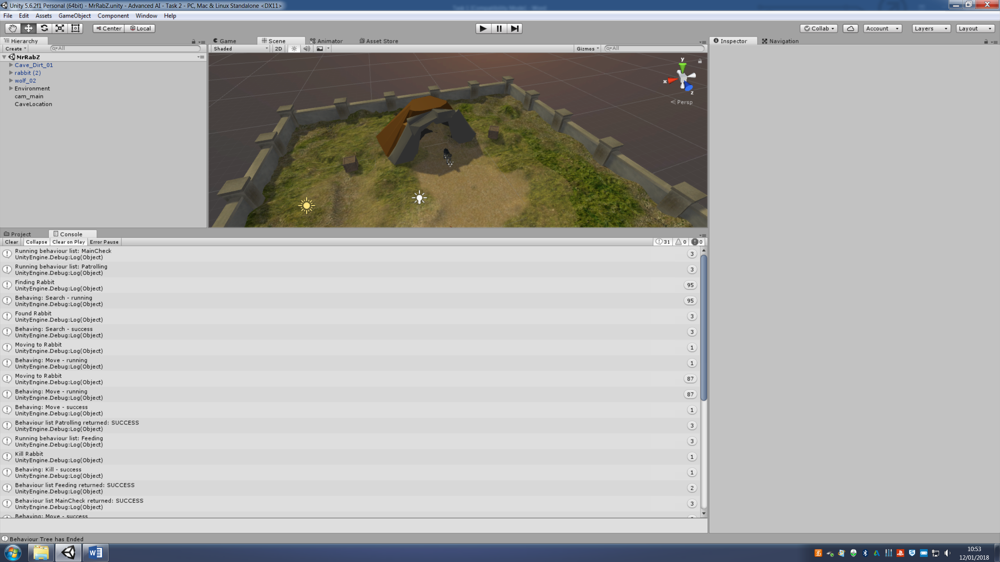 Unity 5.6.2f1 Personal (64bit) - MrRabZ.unity - Advanced AI - Task 2 - PC, Mac & Linux Standalone <DX11>
File Edit Assets GameObject Component Window Help
Center Local
Collab Account Layers Layout
Hierarchy
Create All
MrRabZ
Cave_Dirt_01
rabbit (2)
wolf_02
Environment
cam_main
CaveLocation
Game Scene Animator Asset Store
Shaded 2D Gizmos All
y
x
z
Persp
Inspector Navigation
Project Console
Clear Collapse Clear on Play Error Pause 31 0 0
Running behaviour list: MainCheck
UnityEngine.Debug:Log(Object)
3
Running behaviour list: Patrolling
UnityEngine.Debug:Log(Object)
3
Finding Rabbit
UnityEngine.Debug:Log(Object)
95
Behaving: Search - running
UnityEngine.Debug:Log(Object)
95
Found Rabbit
UnityEngine.Debug:Log(Object)
3
Behaving: Search - success
UnityEngine.Debug:Log(Object)
3
Moving to Rabbit
UnityEngine.Debug:Log(Object)
1
Behaving: Move - running
UnityEngine.Debug:Log(Object)
1
Moving to Rabbit
UnityEngine.Debug:Log(Object)
87
Behaving: Move - running
UnityEngine.Debug:Log(Object)
87
Behaving: Move - success
UnityEngine.Debug:Log(Object)
1
Behaviour list Patrolling returned: SUCCESS
UnityEngine.Debug:Log(Object)
3
Running behaviour list: Feeding
UnityEngine.Debug:Log(Object)
3
Kill Rabbit
UnityEngine.Debug:Log(Object)
1
Behaving: Kill - success
UnityEngine.Debug:Log(Object)
1
Behaviour list Feeding returned: SUCCESS
UnityEngine.Debug:Log(Object)
2
Behaviour list MainCheck returned: SUCCESS
UnityEngine.Debug:Log(Object)
3
Behaving: Move - success
Behaviour Tree has Ended
10:53
12/01/2018